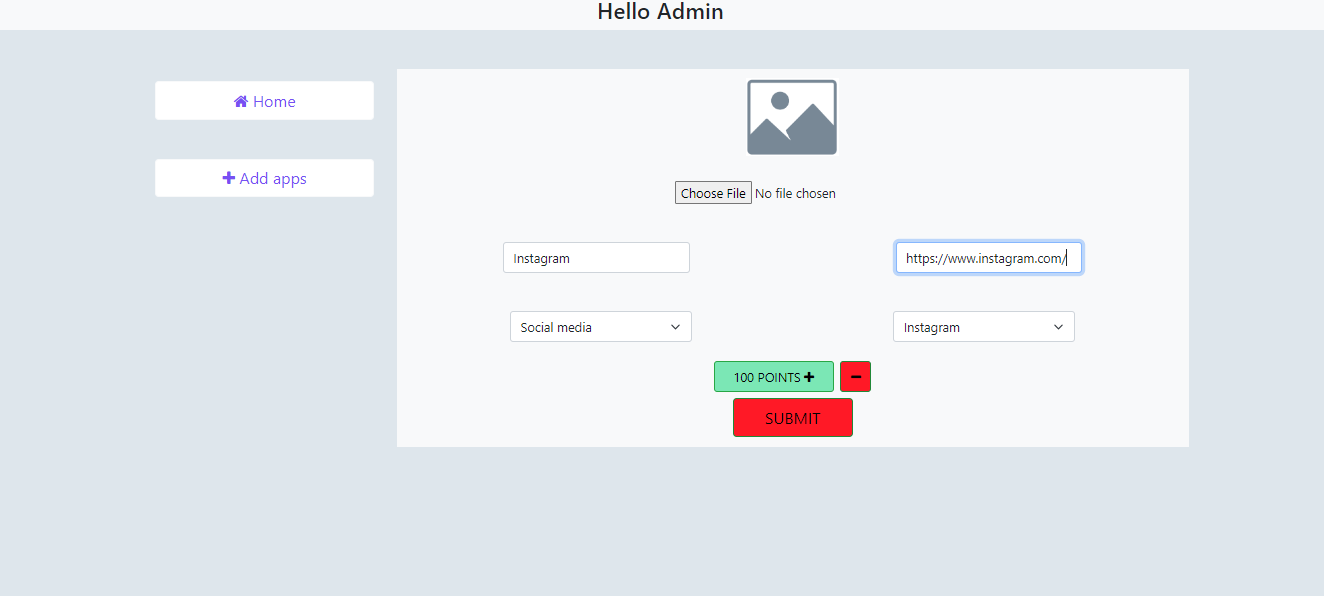 Hello Admin
Home
Add apps
Choose File No file chosen
Instagram
https://www.instagram.com/
Social media
Instagram
100 POINTS
SUBMIT